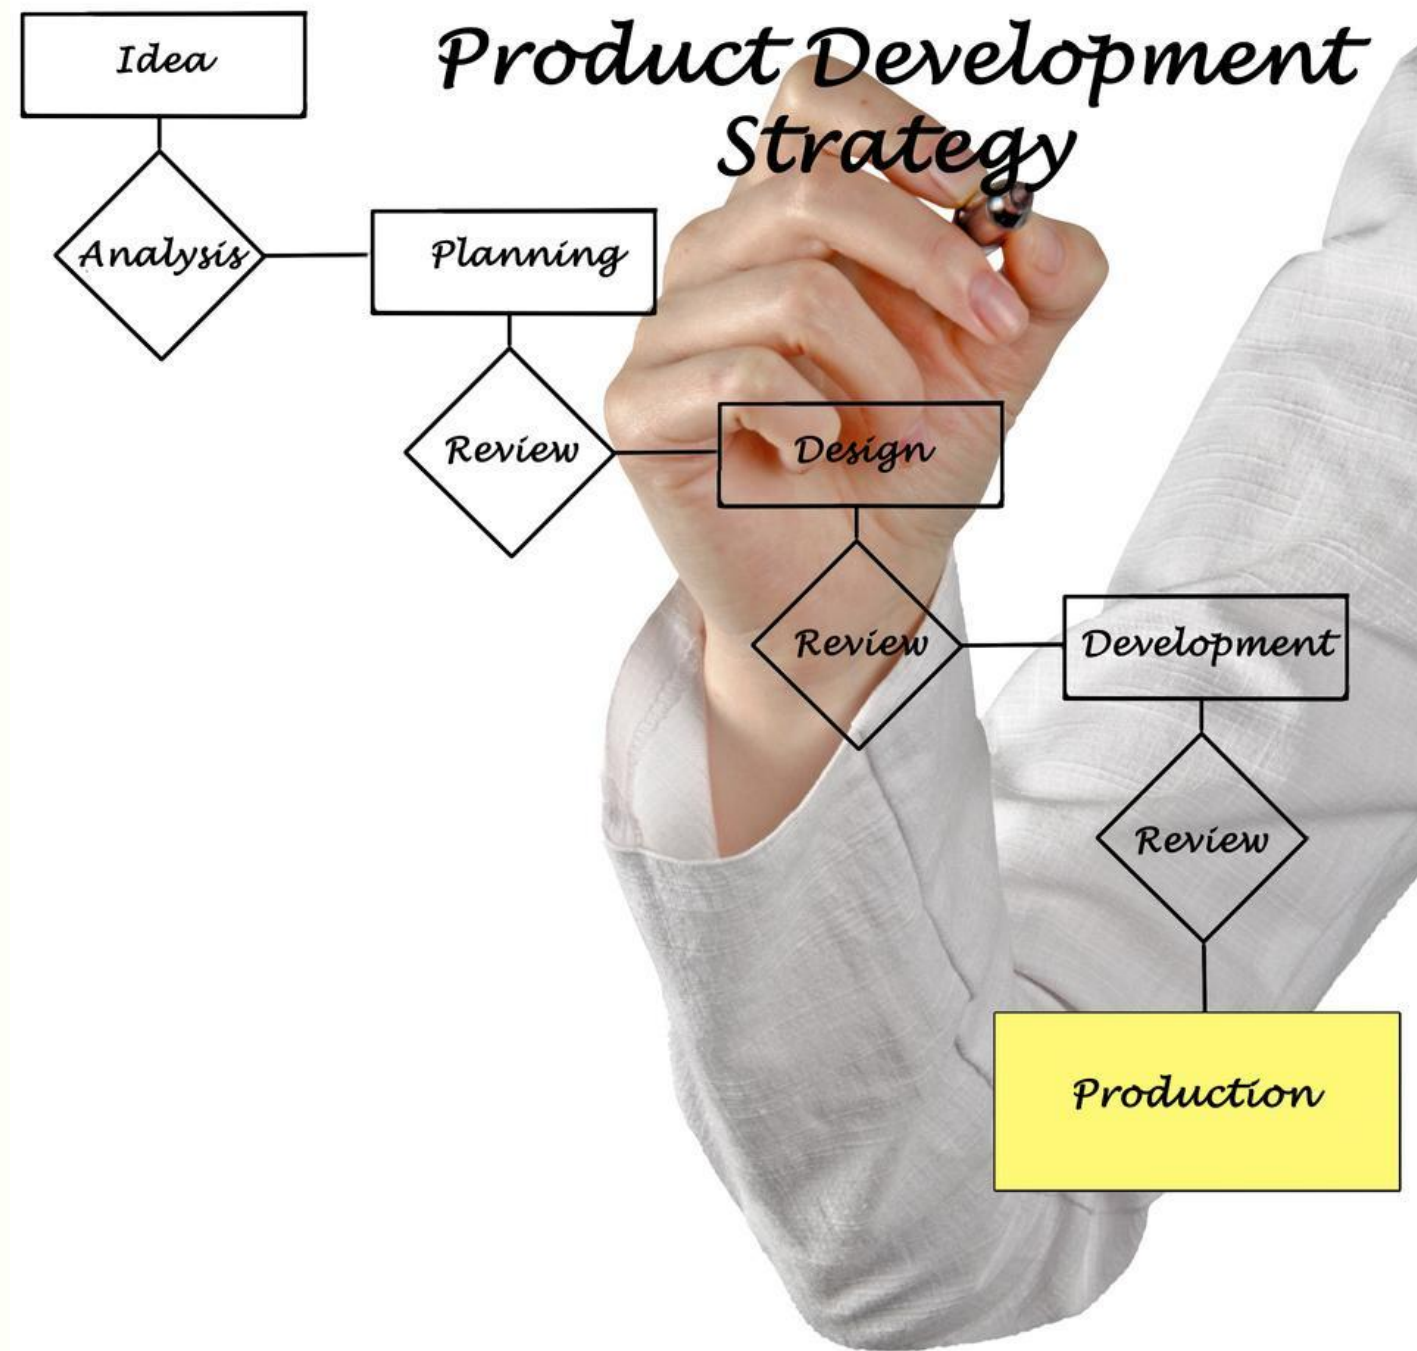 Product Development
Strategy
Idea
Analysis
Planning
Review
Design
Review
Development
Review
Production